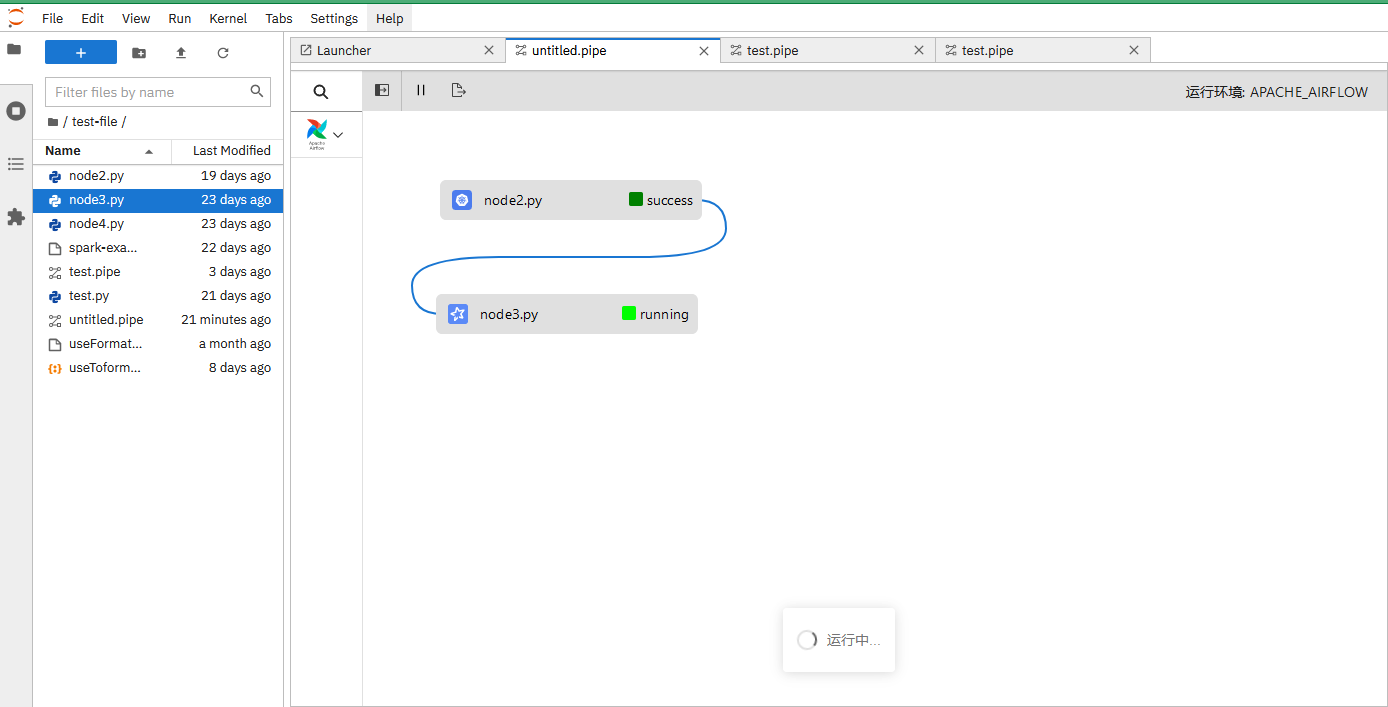 File Edit View Run Kernel Tabs Settings Help
Launcher
untitled.pipe
test.pipe
test.pipe
Filter files by name
/ test-file /
Name Last Modified
node2.py 19 days ago
node3.py 23 days ago
node4.py 23 days ago
spark-exa... 22 days ago
test.pipe 3 days ago
test.py 21 days ago
untitled.pipe 21 minutes ago
useFormat... a month ago
useToform... 8 days ago
运行环境: APACHE_AIRFLOW
Apache
Airflow
node2.py success
node3.py running
运行中...